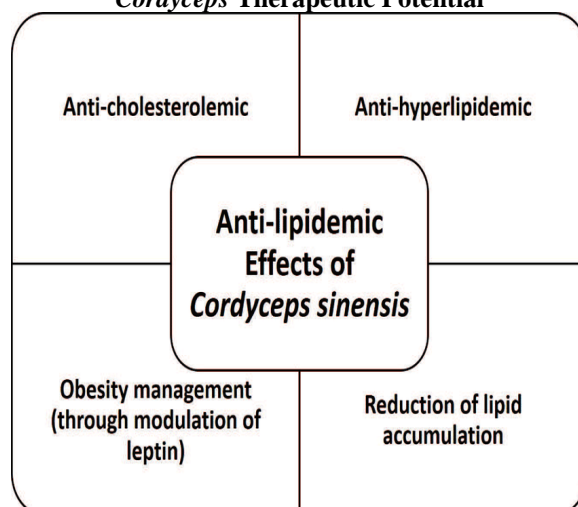 Cordyceps Therapeutic Potential
Anti-cholesterolemic
Anti-hyperlipidemic
Anti-lipidemic
Effects of
Cordyceps sinensis
Obesity management
(through modulation of
leptin)
Reduction of lipid
accumulation